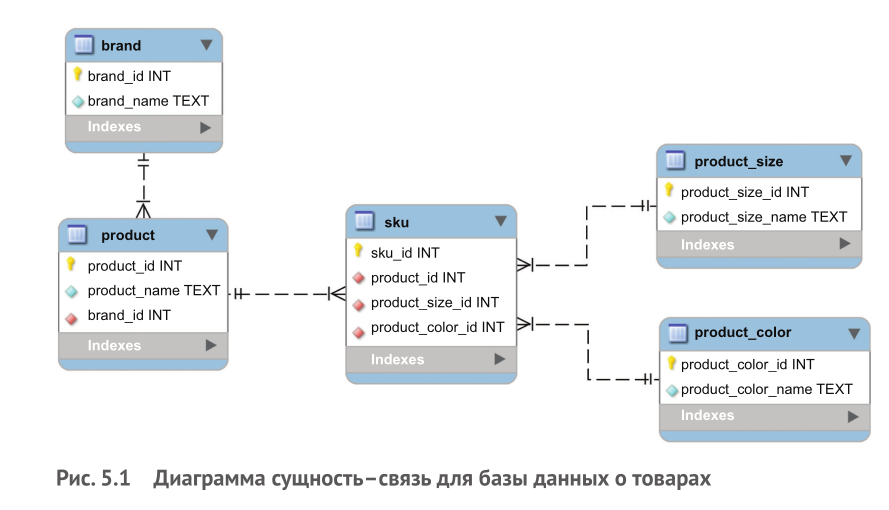 brand
brand_id INT
brand_name TEXT
Indexes
product
product_id INT
product_name TEXT
brand_id INT
Indexes
sku
sku_id INT
product_id INT
product_size_id INT
product_color_id INT
Indexes
product_size
product_size_id INT
product_size_name TEXT
Indexes
product_color
product_color_id INT
product_color_name TEXT
Indexes
Рис. 5.1 Диаграмма сущность–связь для базы данных о товарах